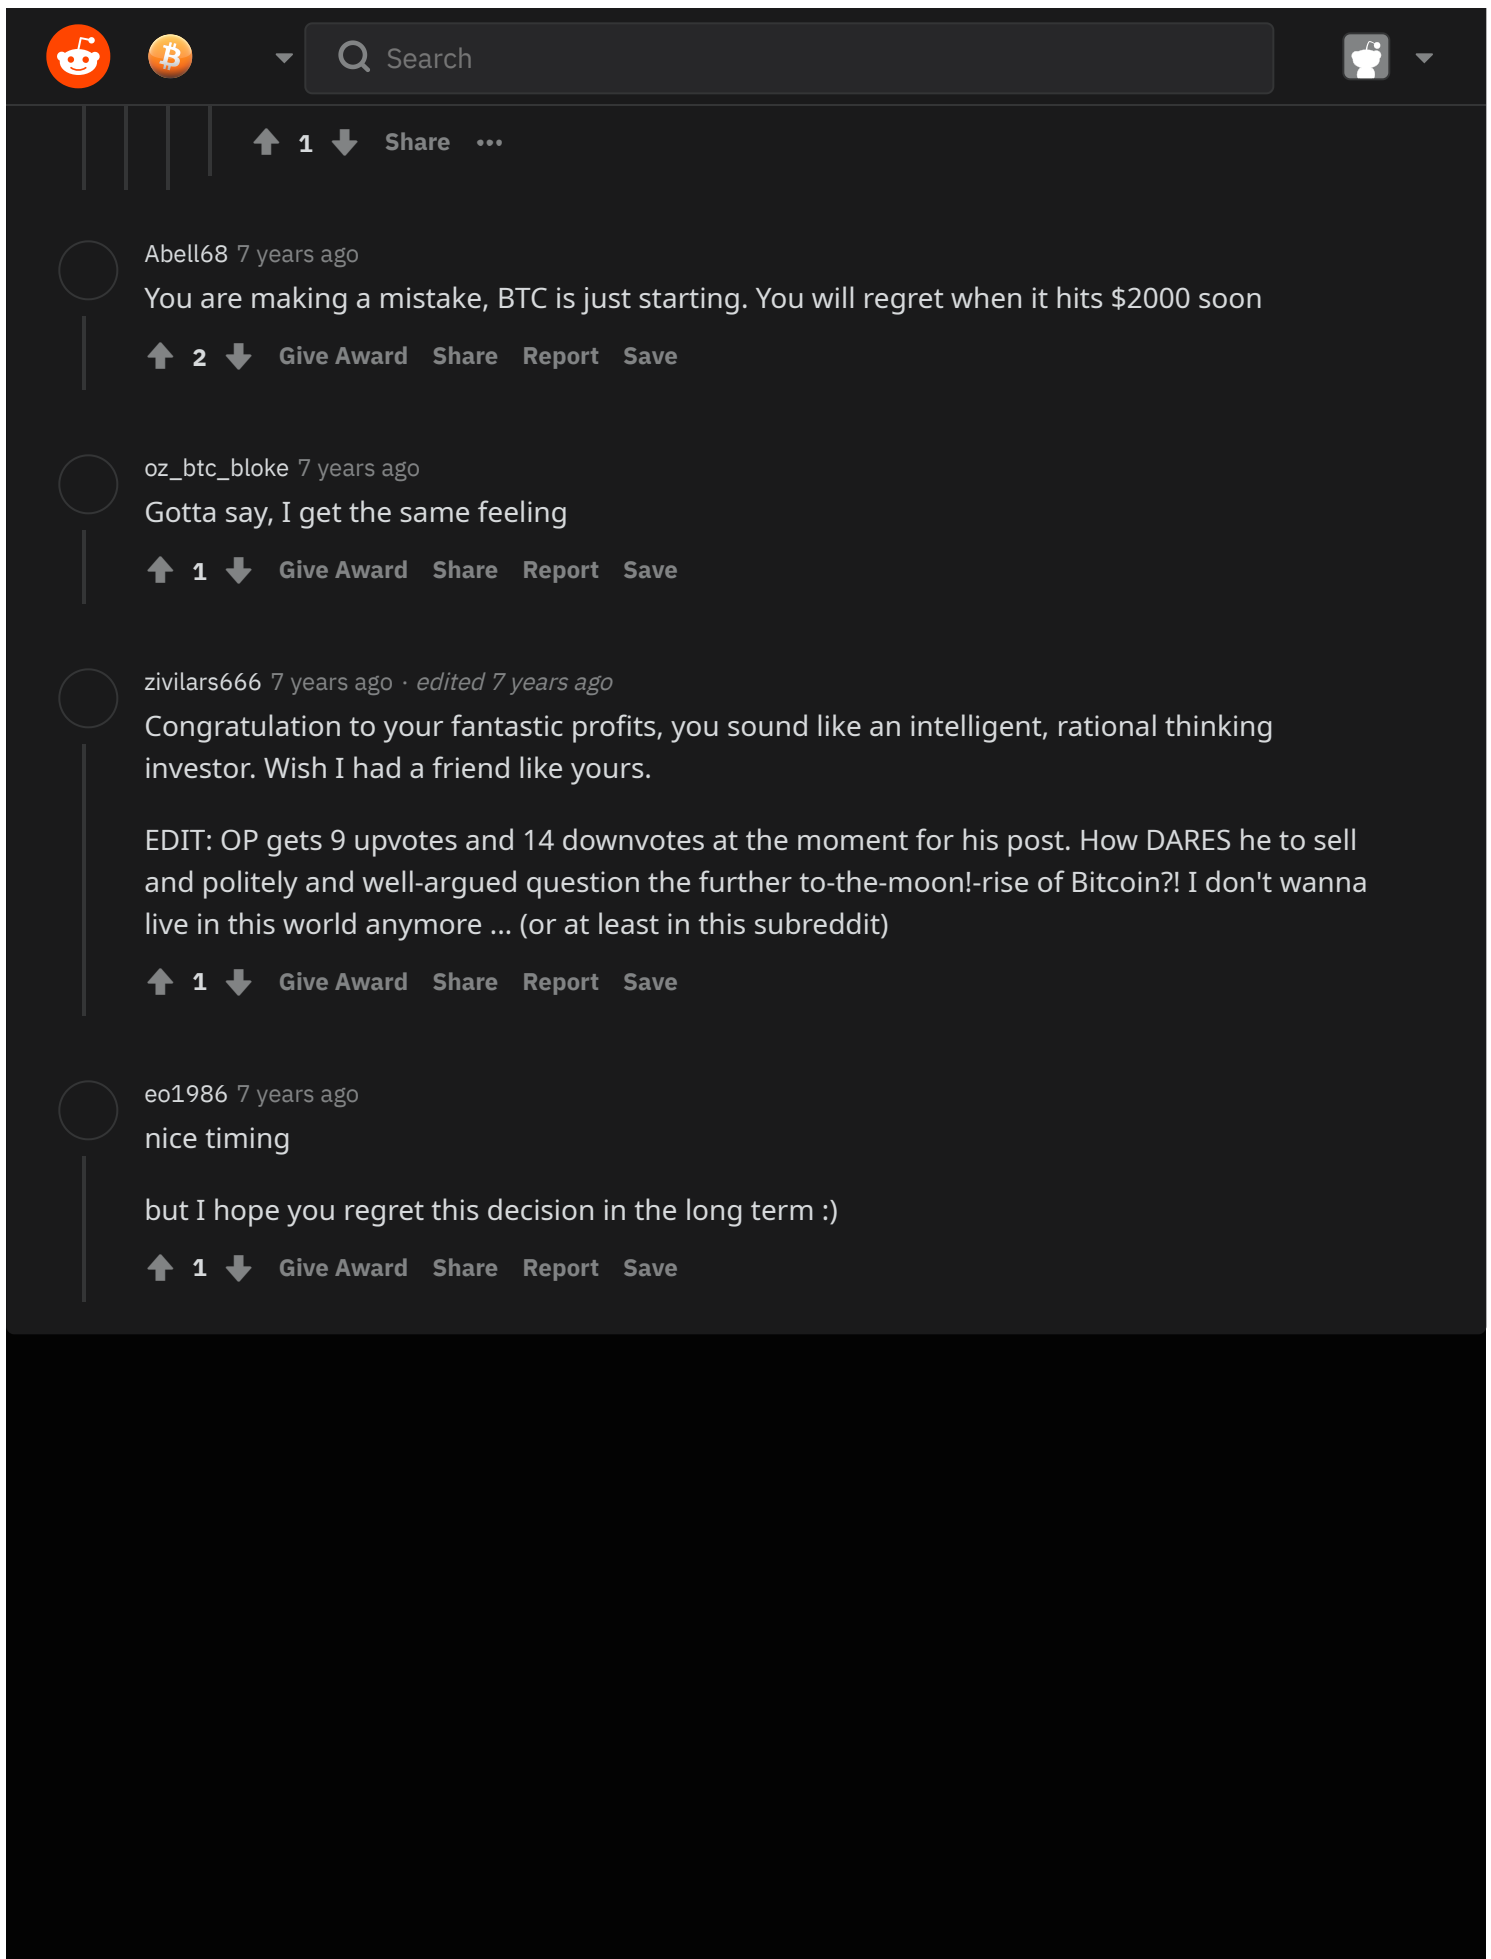 Search
1 Share
Abell68 7 years ago
You are making a mistake, BTC is just starting. You will regret when it hits $2000 soon
2 Give Award Share Report Save
oz_btc_bloke 7 years ago
Gotta say, I get the same feeling
1 Give Award Share Report Save
zivilars666 7 years ago · edited 7 years ago
Congratulation to your fantastic profits, you sound like an intelligent, rational thinking
investor. Wish I had a friend like yours.
EDIT: OP gets 9 upvotes and 14 downvotes at the moment for his post. How DARES he to sell
and politely and well-argued question the further to-the-moon!-rise of Bitcoin?! I don't wanna
live in this world anymore ... (or at least in this subreddit)
1 Give Award Share Report Save
eo1986 7 years ago
nice timing
but I hope you regret this decision in the long term :)
1 Give Award Share Report Save